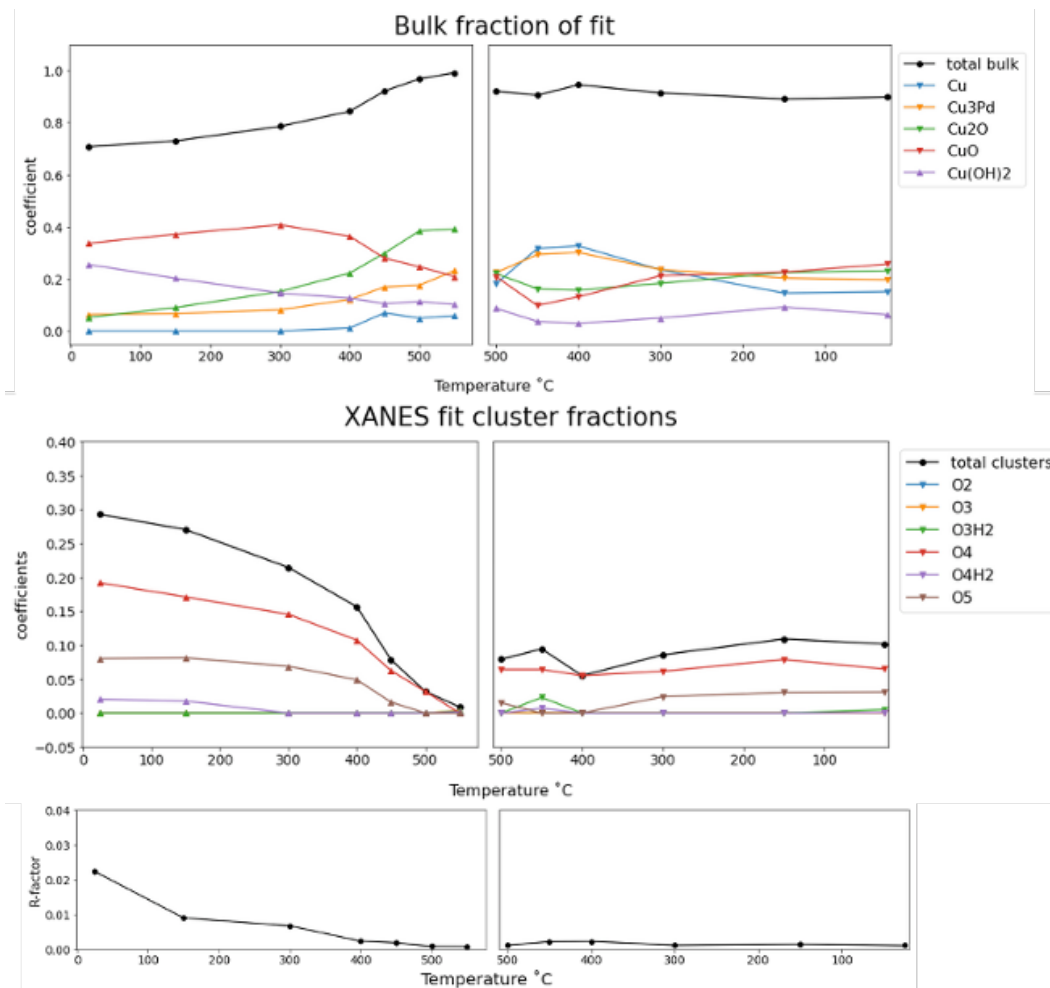 Bulk fraction of fit
coefficient
1.0
0.8
0.6
0.4
0.2
0.0
0 100 200 300 400 500
500 400 300 200 100
Temperature ˚C
total bulk
Cu
Cu3Pd
Cu2O
CuO
Cu(OH)2
XANES fit cluster fractions
coefficients
0.40
0.35
0.30
0.25
0.20
0.15
0.10
0.05
0.00
−0.05
0 100 200 300 400 500
500 400 300 200 100
Temperature ˚C
total clusters
O2
O3
O3H2
O4
O4H2
O5
R-factor
0.04
0.03
0.02
0.01
0.00
0 100 200 300 400 500
500 400 300 200 100
Temperature ˚C